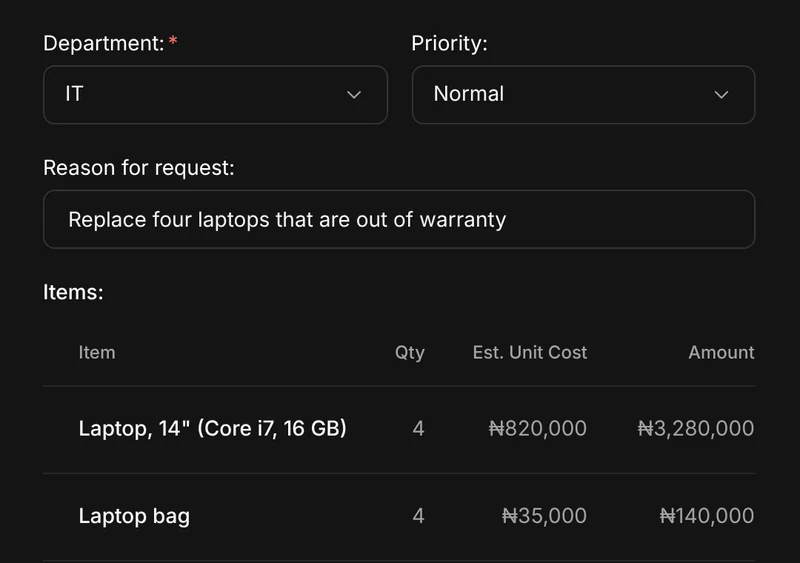 Department:* Priority:
IT Normal
Reason for request:
Replace four laptops that are out of warranty
Items:
Item Qty Est. Unit Cost Amount
Laptop, 14" (Core i7, 16 GB) 4 ₦820,000 ₦3,280,000
Laptop bag 4 ₦35,000 ₦140,000